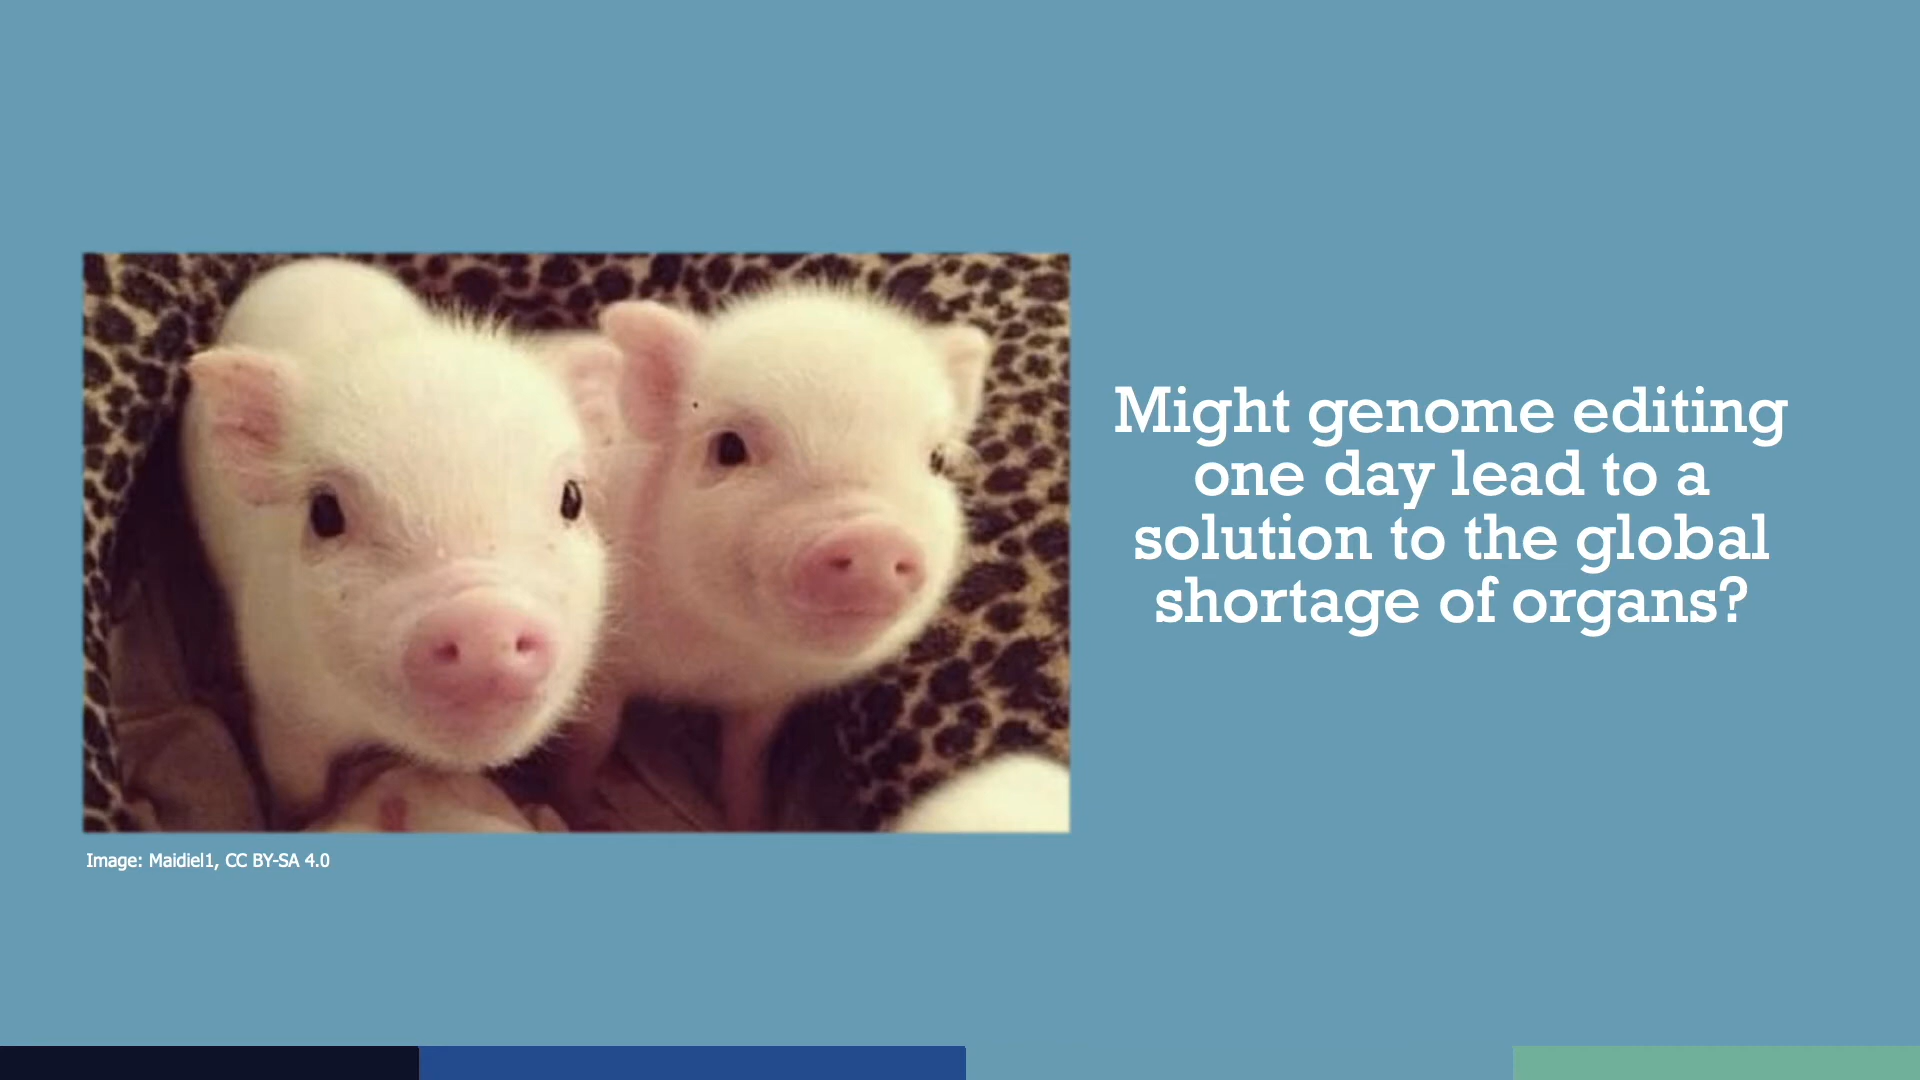 Might genome editing
one day lead to a
solution to the global
shortage of organs?
Image: Maidiel1, CC BY-SA 4.0